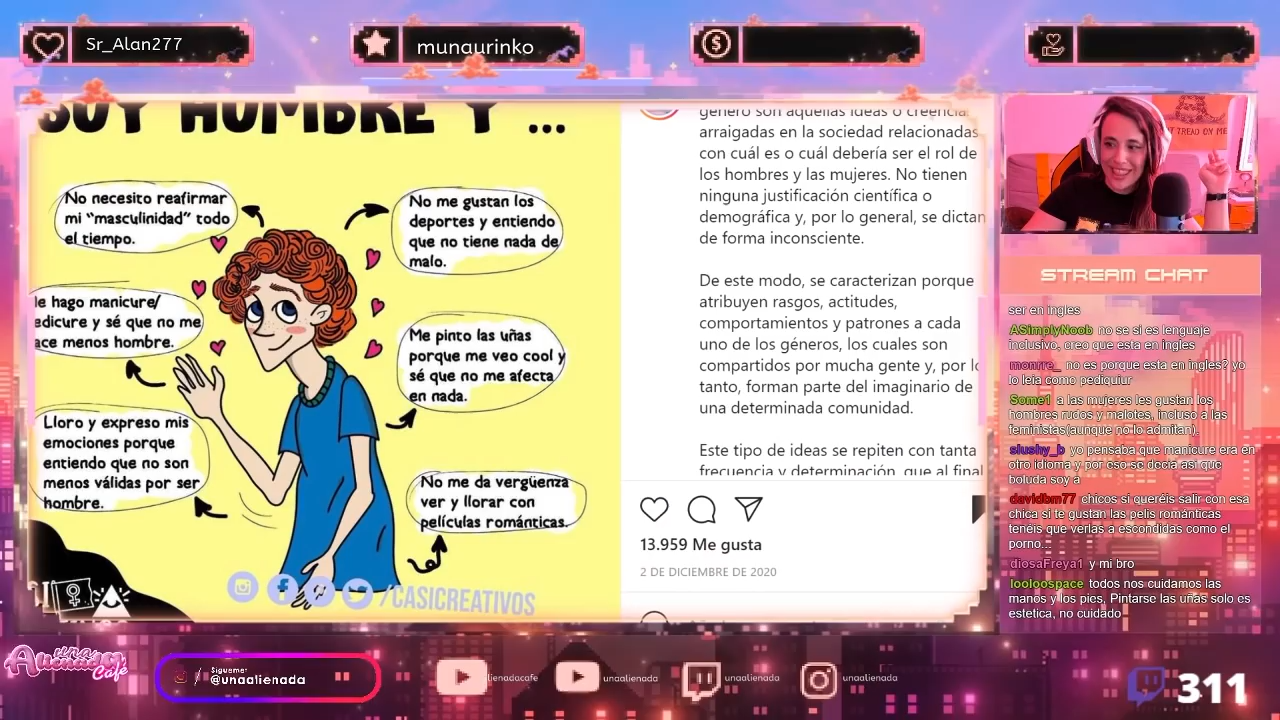 Sr_Alan277
munaurinko
SOY HOMBRE Y ...
No necesito reafirmar
mi “masculinidad” todo
el tiempo.
No me gustan los
deportes y entiendo
que no tiene nada de
malo.
e hago manicure/
edicure y sé que no me
ace menos hombre.
Me pinto las uñas
porque me veo cool y
sé que no me afecta
en nada.
Lloro y expreso mis
emociones porque
entiendo que no son
menos válidas por ser
hombre.
No me da vergüenza
ver y llorar con
películas románticas.
/CASICREATIVOS
género son aquellas ideas o creencia
arraigadas en la sociedad relacionadas
con cuál es o cuál debería ser el rol de
los hombres y las mujeres. No tienen
ninguna justificación científica o
demográfica y, por lo general, se dictan
de forma inconsciente.
De este modo, se caracterizan porque
atribuyen rasgos, actitudes,
comportamientos y patrones a cada
uno de los géneros, los cuales son
compartidos por mucha gente y, por lo
tanto, forman parte del imaginario de
una determinada comunidad.
Este tipo de ideas se repiten con tanta
frecuencia y determinación, que al final
13.959 Me gusta
2 DE DICIEMBRE DE 2020
TREAD ON ME
STREAM CHAT
ser en ingles
ASimplyNoob no se si es lenguaje
inclusivo, creo que esta en ingles
monrre_ no es porque esta en ingles? yo
lo leia como pediquiur
Some1 a las mujeres les gustan los
hombres rudos y malotes, incluso a las
feministas(aunque no lo admitan).
slushy_b yo pensaba que manicure era en
otro idioma y por eso se decia asi que
boluda soy a
davidbm77 chicos si queréis salir con esa
chica si te gustan las pelis románticas
tenéis que verlas a escondidas como el
porno...
diosaFreya1 y mi bro
looloospace todos nos cuidamos las
manos y los pies, Pintarse las uñas solo es
estetica, no cuidado
una
Alienada
Café
Sígueme:
/ @unaalienada
lienadacafe
unaalienada
unaalienada
unaalienada
311